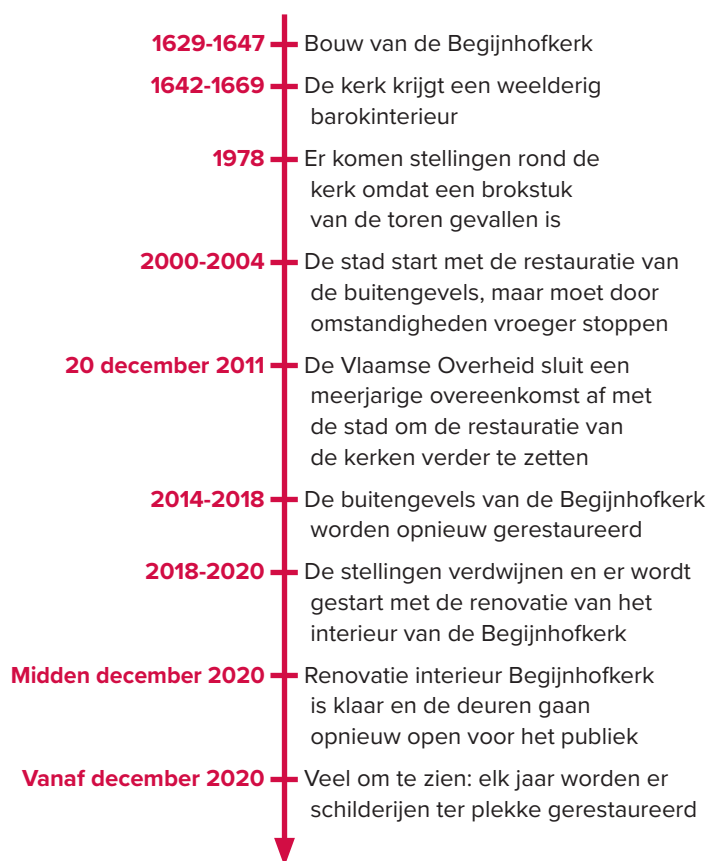 1629-1647 Bouw van de Begijnhofkerk
1642-1669 De kerk krijgt een weelderig
barokinterieur
1978 Er komen stellingen rond de
kerk omdat een brokstuk
van de toren gevallen is
2000-2004 De stad start met de restauratie van
de buitengevels, maar moet door
omstandigheden vroeger stoppen
20 december 2011 De Vlaamse Overheid sluit een
meerjarige overeenkomst af met
de stad om de restauratie van
de kerken verder te zetten
2014-2018 De buitengevels van de Begijnhofkerk
worden opnieuw gerestaureerd
2018-2020 De stellingen verdwijnen en er wordt
gestart met de renovatie van het
interieur van de Begijnhofkerk
Midden december 2020 Renovatie interieur Begijnhofkerk
is klaar en de deuren gaan
opnieuw open voor het publiek
Vanaf december 2020 Veel om te zien: elk jaar worden er
schilderijen ter plekke gerestaureerd